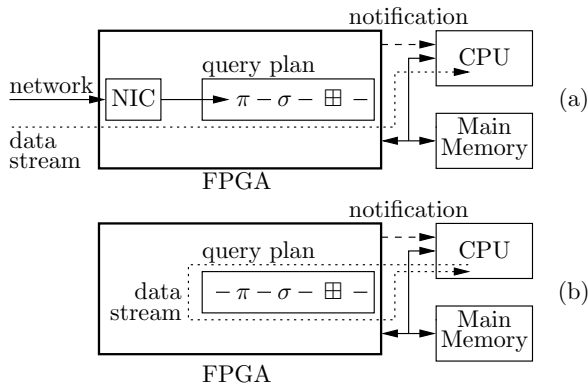 notification
CPU
query plan
network
NIC
π − σ − ⊞ −
(a)
data
stream
Main
Memory
FPGA
notification
CPU
query plan
data
stream
− π − σ − ⊞ −
(b)
Main
Memory
FPGA